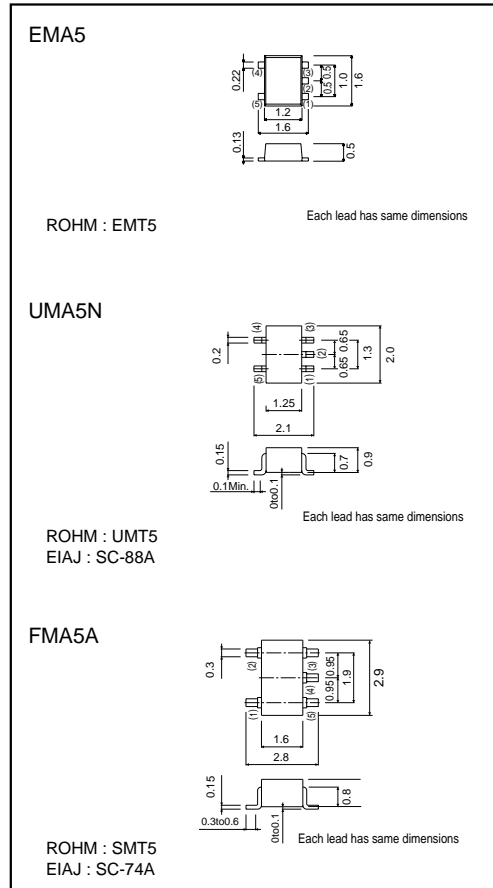 EMA5
0.22
(4)
(3)
(2)
(5)
(1)
0.5
0.5
1.0
1.6
1.2
1.6
0.13
0.5
ROHM : EMT5
Each lead has same dimensions
UMA5N
(4)
(3)
0.2
(2)
0.65
0.65
1.3
2.0
(5)
(1)
1.25
2.1
0.15
0.1Min.
0to0.1
0.7
0.9
Each lead has same dimensions
ROHM : UMT5
EIAJ : SC-88A
FMA5A
0.3
(2)
(3)
(4)
(1)
(5)
0.95
0.95
1.9
2.9
1.6
2.8
0.15
0.3to0.6
0to0.1
0.8
Each lead has same dimensions
ROHM : SMT5
EIAJ : SC-74A